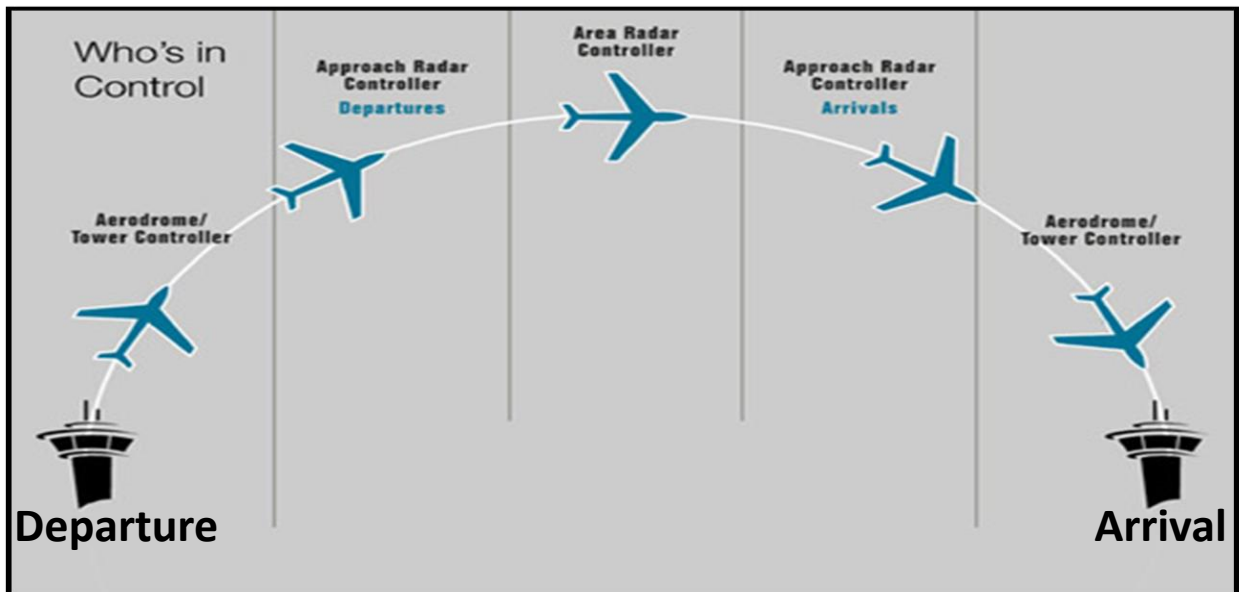 Who's in
Control
Aerodrome/
Tower Controller
Approach Radar
Controller
Departures
Area Radar
Controller
Approach Radar
Controller
Arrivals
Aerodrome/
Tower Controller
Departure
Arrival